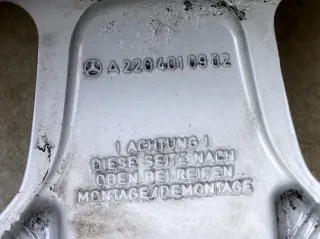 A 220 401 09 02
! ACHTUNG !
DIESE SEITE NACH
OBEN BEI REIFEN
MONTAGE/DEMONTAGE